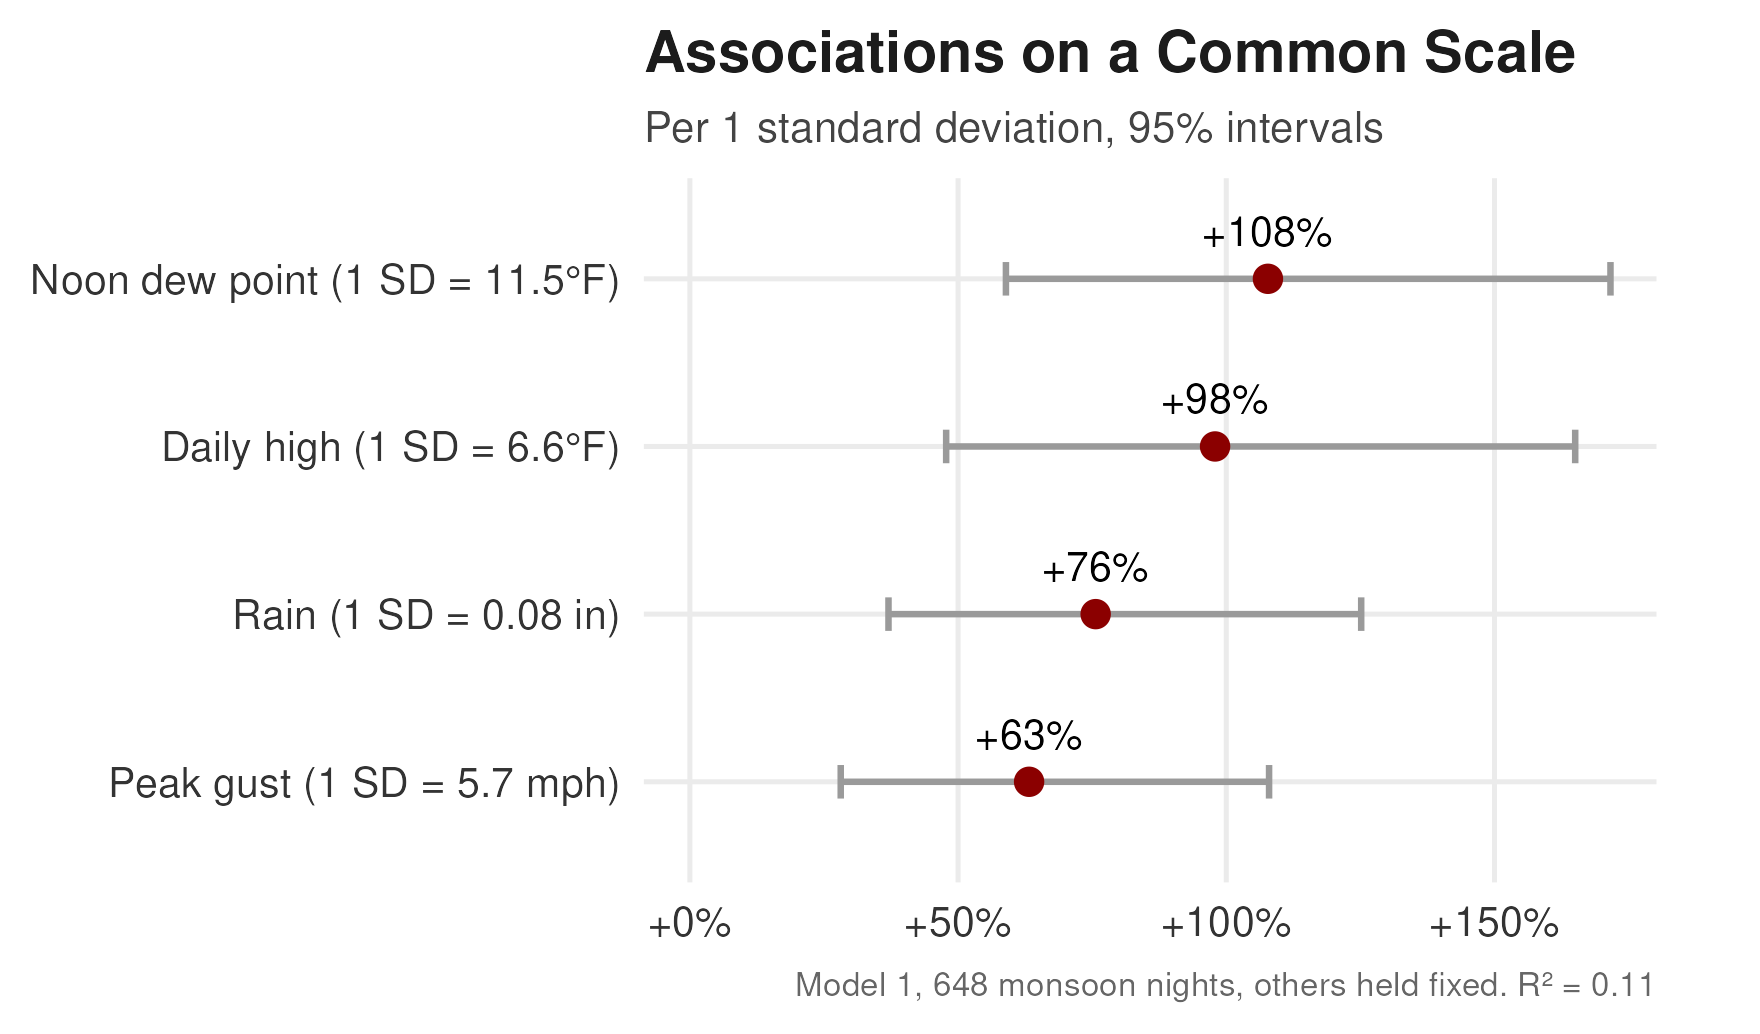 Associations on a Common Scale
Per 1 standard deviation, 95% intervals
+108%
Noon dew point (1 SD = 11.5°F)
+98%
Daily high (1 SD = 6.6°F)
+76%
Rain (1 SD = 0.08 in)
+63%
Peak gust (1 SD = 5.7 mph)
+0% +50% +100% +150%
Model 1, 648 monsoon nights, others held fixed. R² = 0.11